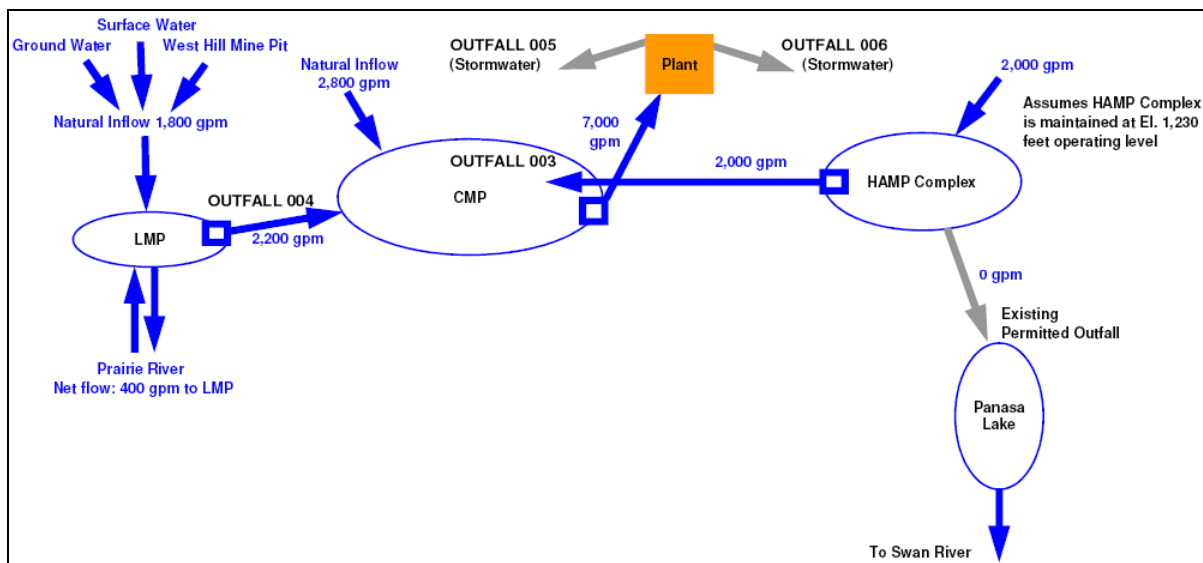 Surface Water
Ground Water
West Hill Mine Pit
Natural Inflow 1,800 gpm
OUTFALL 004
LMP
2,200 gpm
Prairie River
Net flow: 400 gpm to LMP
Natural Inflow
2,800 gpm
OUTFALL 003
CMP
OUTFALL 005
(Stormwater)
Plant
OUTFALL 006
(Stormwater)
7,000
gpm
2,000 gpm
2,000 gpm
Assumes HAMP Complex
is maintained at El. 1,230
feet operating level
HAMP Complex
0 gpm
Existing
Permitted Outfall
Panasa
Lake
To Swan River